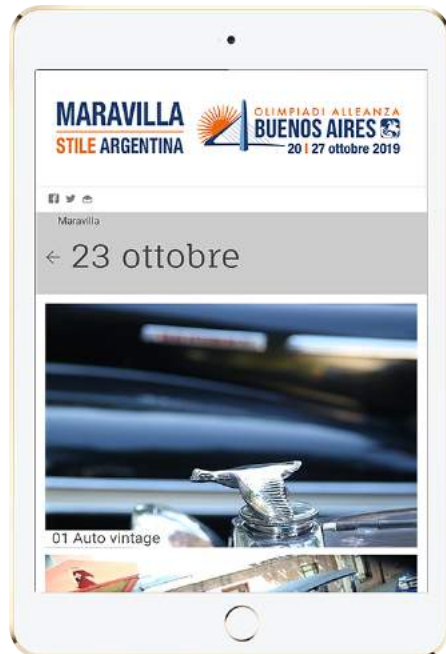 MARAVILLA
STILE ARGENTINA
OLIMPIADI ALLEANZA
BUENOS AIRES
20 | 27 ottobre 2019
Maravilla
← 23 ottobre
01 Auto vintage